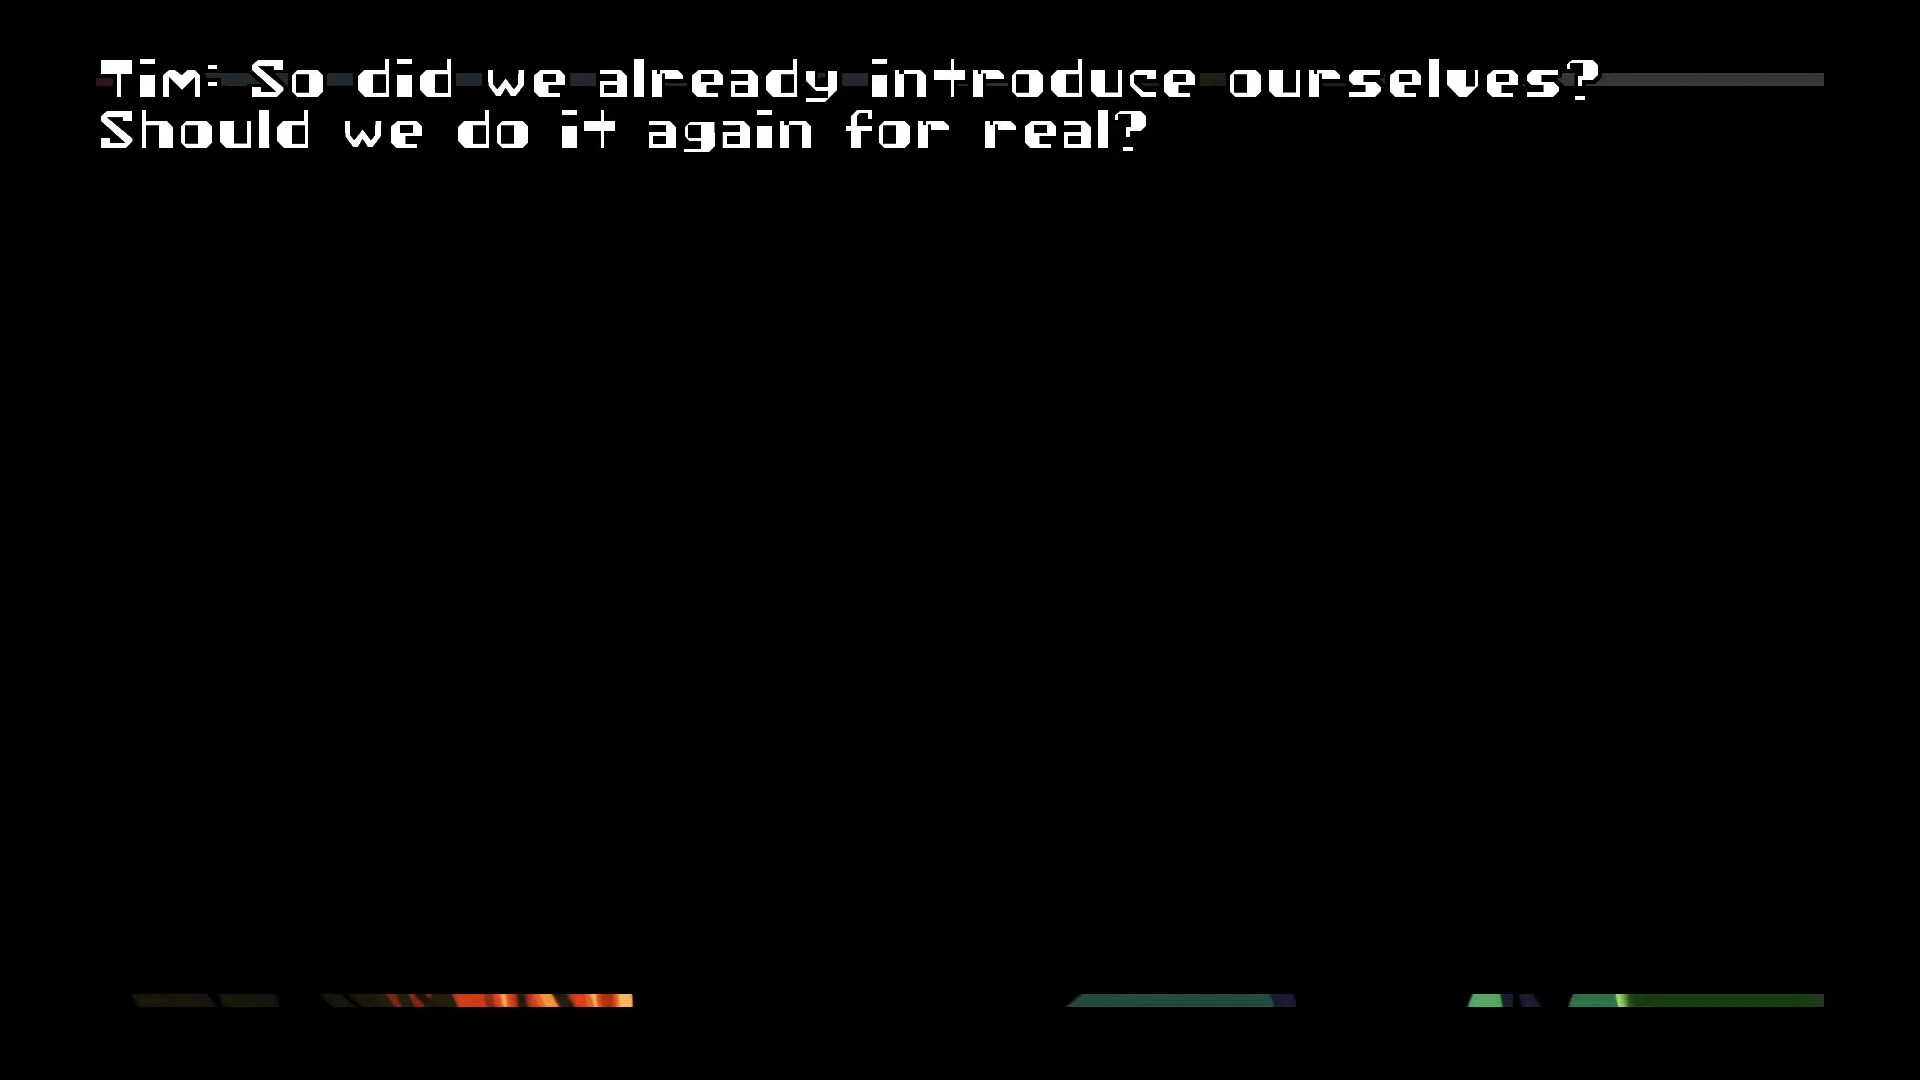 Tim: So did we already introduce ourselves?
Should we do it again for real?